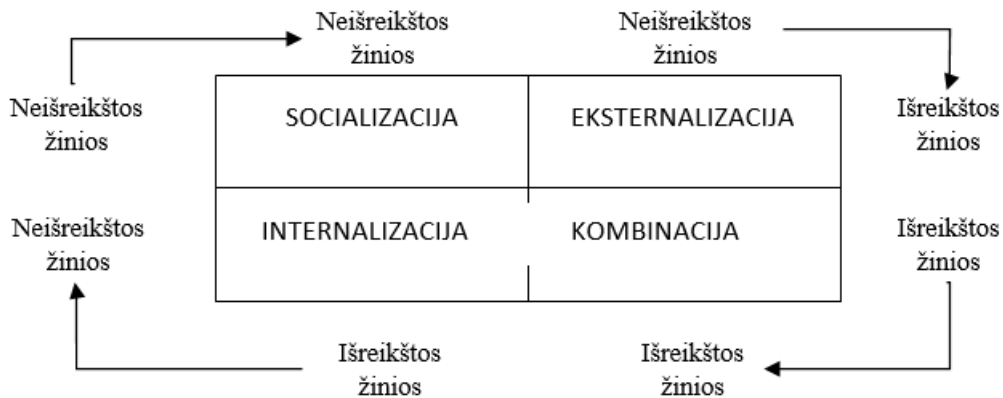 Neišreikštos
žinios
Neišreikštos
žinios
Neišreikštos
žinios
SOCIALIZACIJA
EKSTERNALIZACIJA
Išreikštos
žinios
Neišreikštos
žinios
INTERNALIZACIJA
KOMBINACIJA
Išreikštos
žinios
Išreikštos
žinios
Išreikštos
žinios